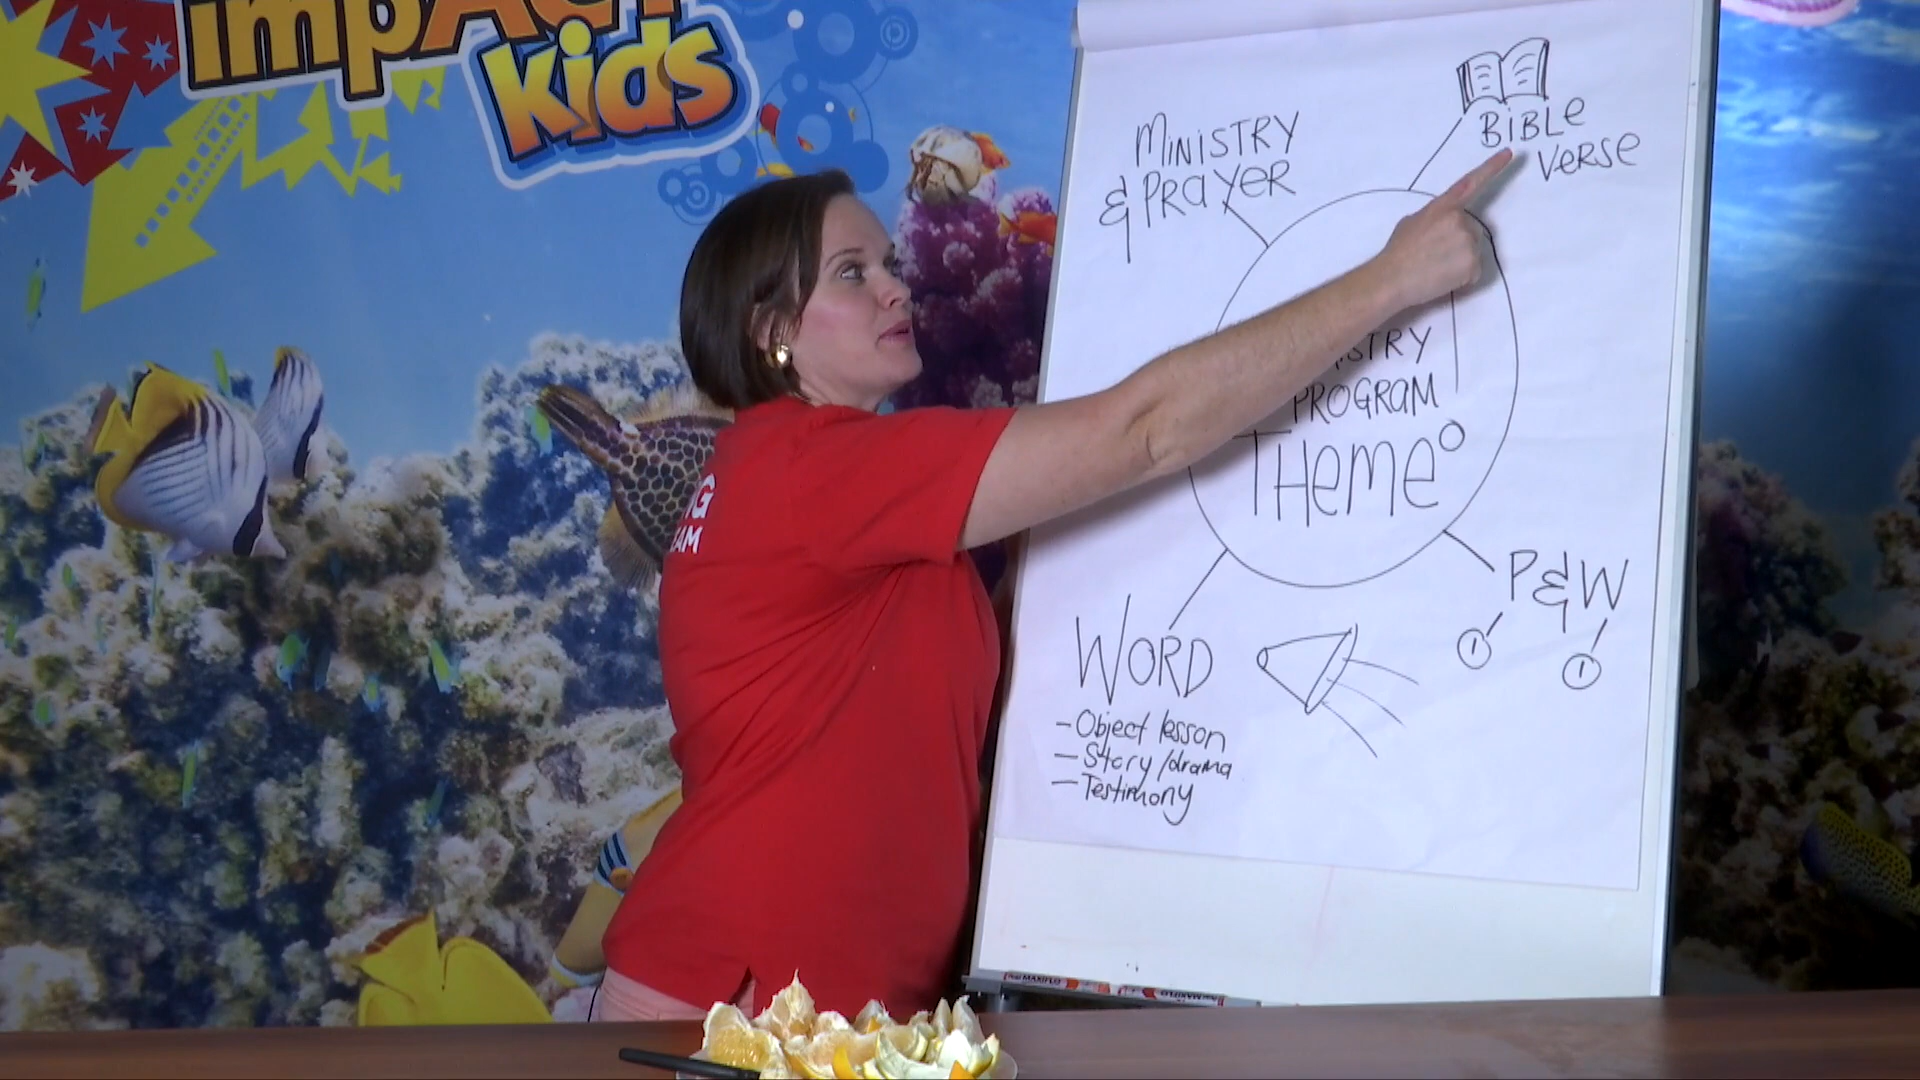 impACT
kids
MINISTRY
& PRAYER
BIBLE
VERSE
PROGRAM
THEME
P&W
WORD
- Object lesson
- Story/drama
- Testimony